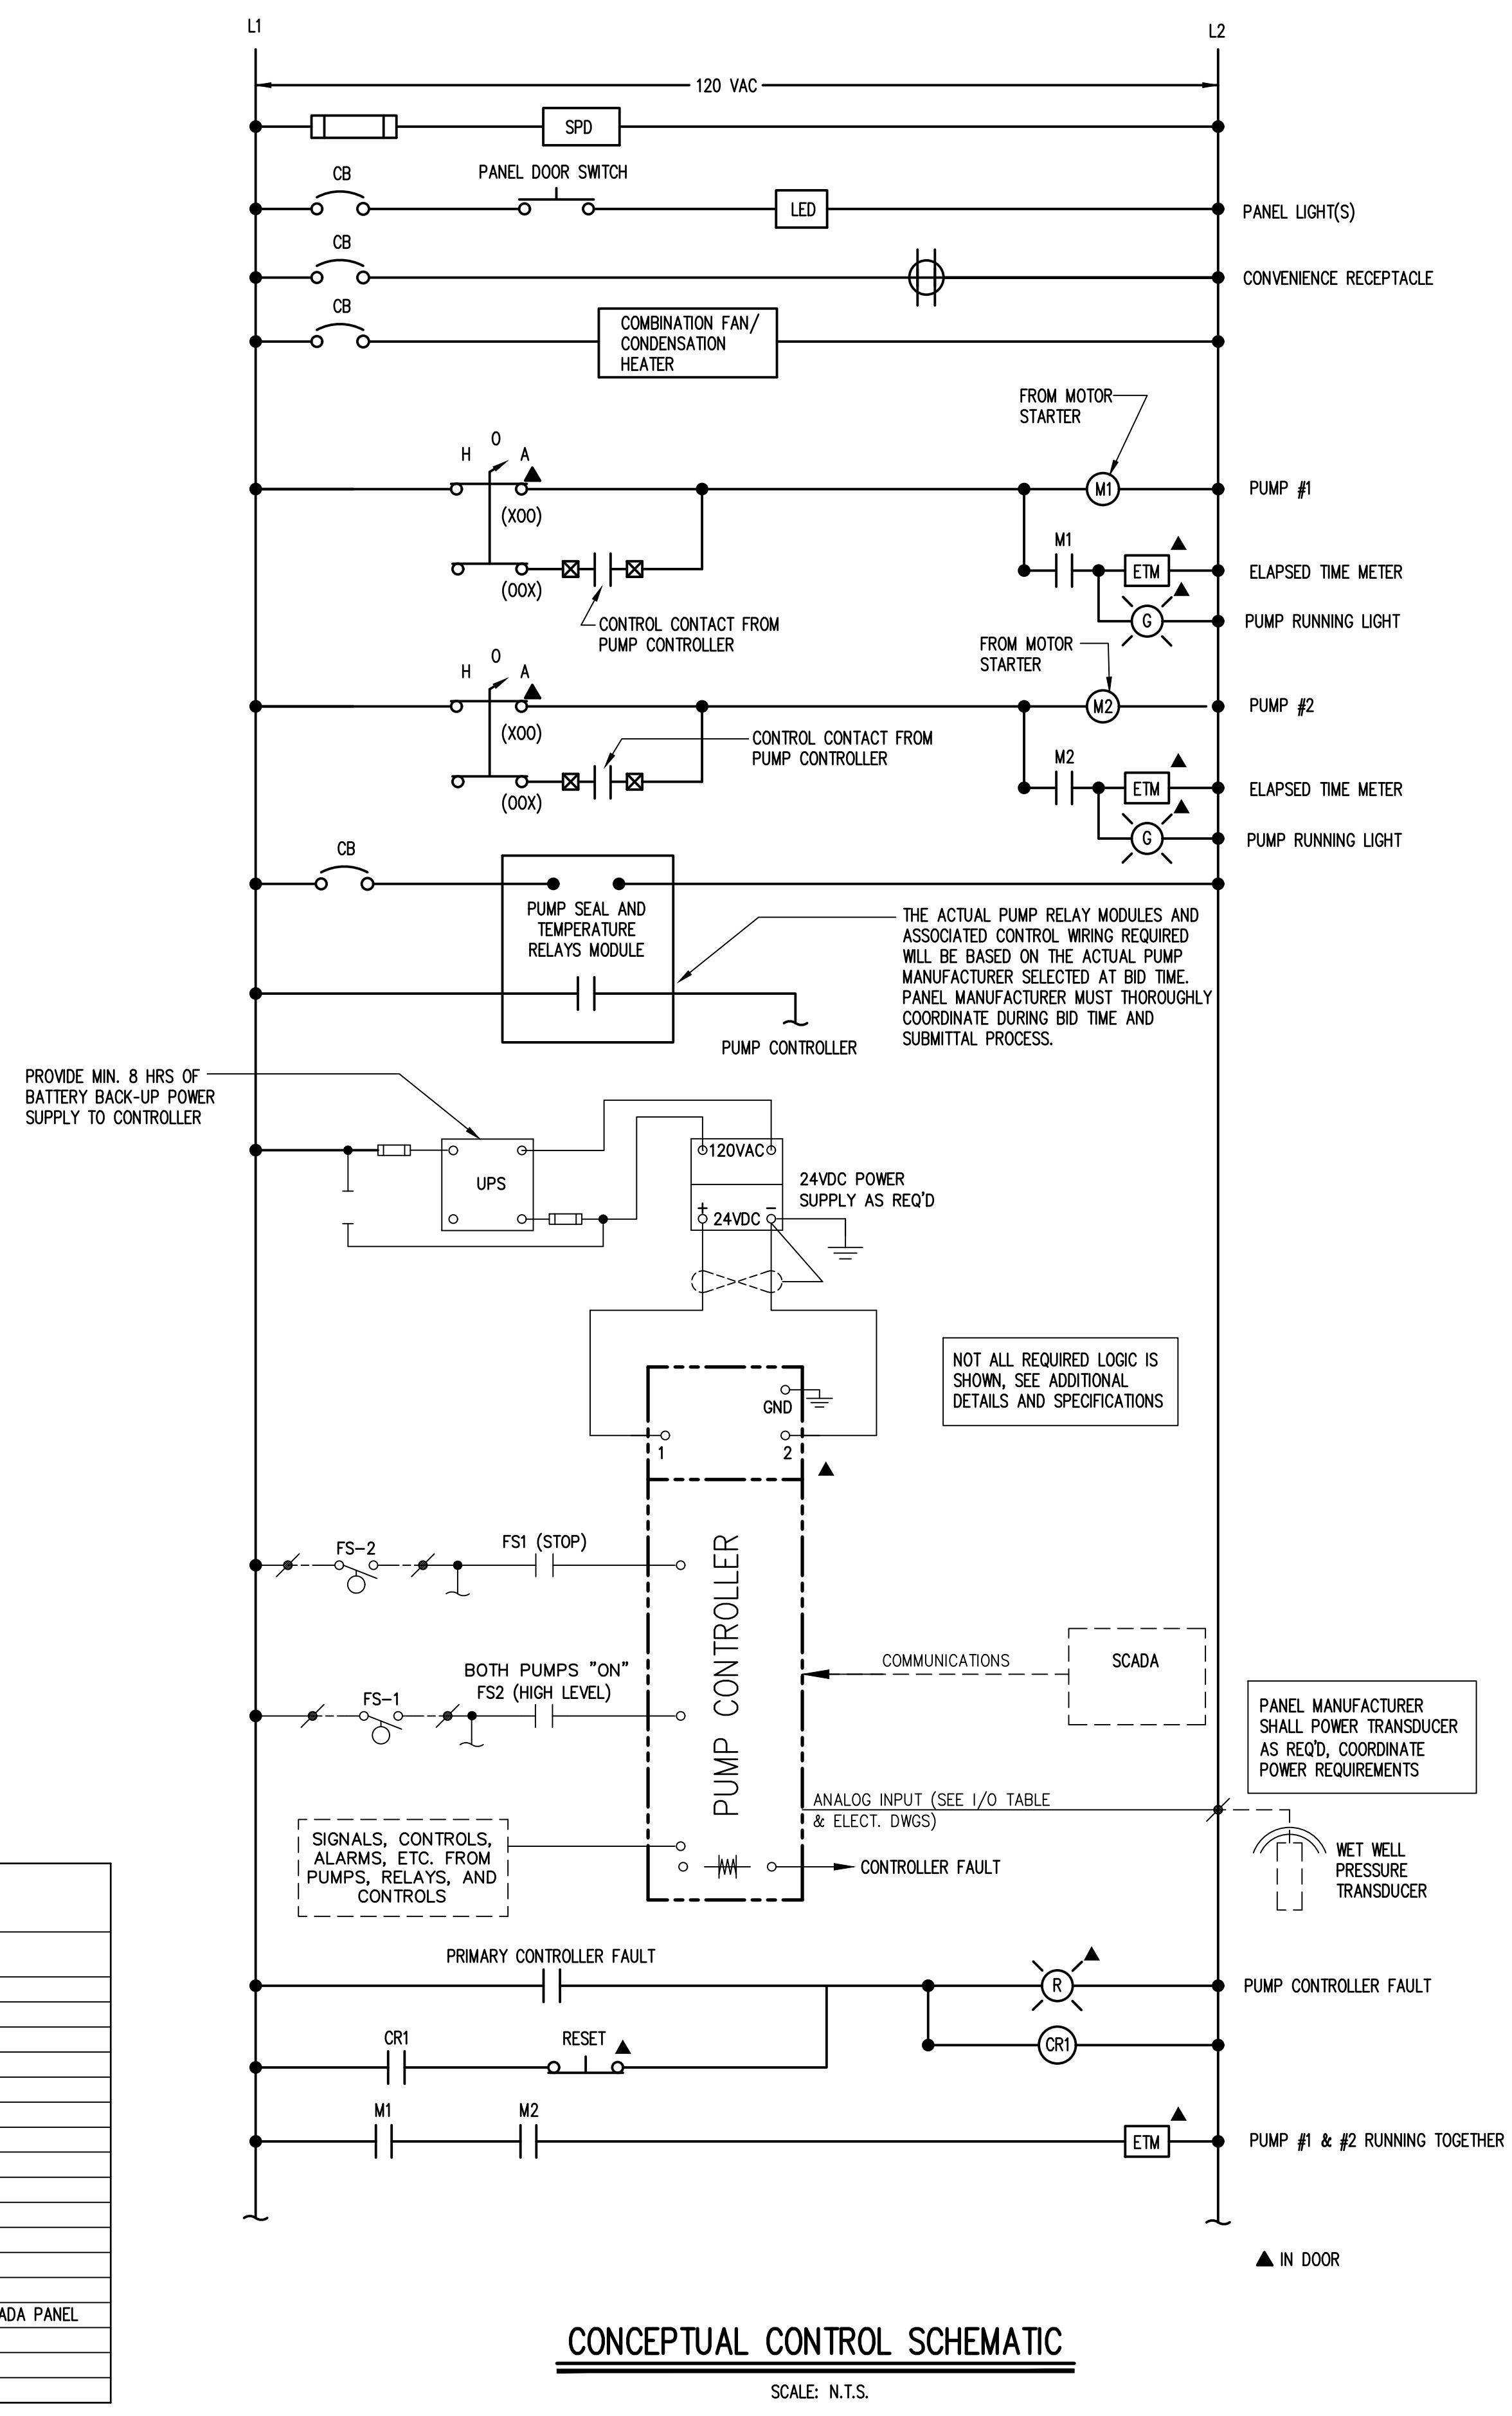 L1
L2
120 VAC
SPD
CB
PANEL DOOR SWITCH
LED
PANEL LIGHT(S)
CB
CONVENIENCE RECEPTACLE
CB
COMBINATION FAN/
CONDENSATION
HEATER
FROM MOTOR
STARTER
H
O
A
M1
PUMP #1
(XOO)
M1
ETM
ELAPSED TIME METER
(OOX)
G
PUMP RUNNING LIGHT
CONTROL CONTACT FROM
PUMP CONTROLLER
FROM MOTOR
STARTER
H
O
A
M2
PUMP #2
(XOO)
CONTROL CONTACT FROM
PUMP CONTROLLER
M2
ETM
ELAPSED TIME METER
(OOX)
G
PUMP RUNNING LIGHT
CB
PUMP SEAL AND
TEMPERATURE
RELAYS MODULE
THE ACTUAL PUMP RELAY MODULES AND
ASSOCIATED CONTROL WIRING REQUIRED
WILL BE BASED ON THE ACTUAL PUMP
MANUFACTURER SELECTED AT BID TIME.
PANEL MANUFACTURER MUST THOROUGHLY
COORDINATE DURING BID TIME AND
SUBMITTAL PROCESS.
PUMP CONTROLLER
PROVIDE MIN. 8 HRS OF
BATTERY BACK-UP POWER
SUPPLY TO CONTROLLER
UPS
120VAC
+ 24VDC -
24VDC POWER
SUPPLY AS REQ'D
NOT ALL REQUIRED LOGIC IS
SHOWN, SEE ADDITIONAL
DETAILS AND SPECIFICATIONS
GND
1
2
PUMP CONTROLLER
FS-2
FS1 (STOP)
BOTH PUMPS "ON"
FS-1
FS2 (HIGH LEVEL)
COMMUNICATIONS
SCADA
PANEL MANUFACTURER
SHALL POWER TRANSDUCER
AS REQ'D, COORDINATE
POWER REQUIREMENTS
ANALOG INPUT (SEE I/O TABLE
& ELECT. DWGS)
SIGNALS, CONTROLS,
ALARMS, ETC. FROM
PUMPS, RELAYS, AND
CONTROLS
CONTROLLER FAULT
WET WELL
PRESSURE
TRANSDUCER
PRIMARY CONTROLLER FAULT
R
PUMP CONTROLLER FAULT
CR1
RESET
CR1
M1
M2
ETM
PUMP #1 & #2 RUNNING TOGETHER
IN DOOR
ADA PANEL
CONCEPTUAL CONTROL SCHEMATIC
SCALE: N.T.S.